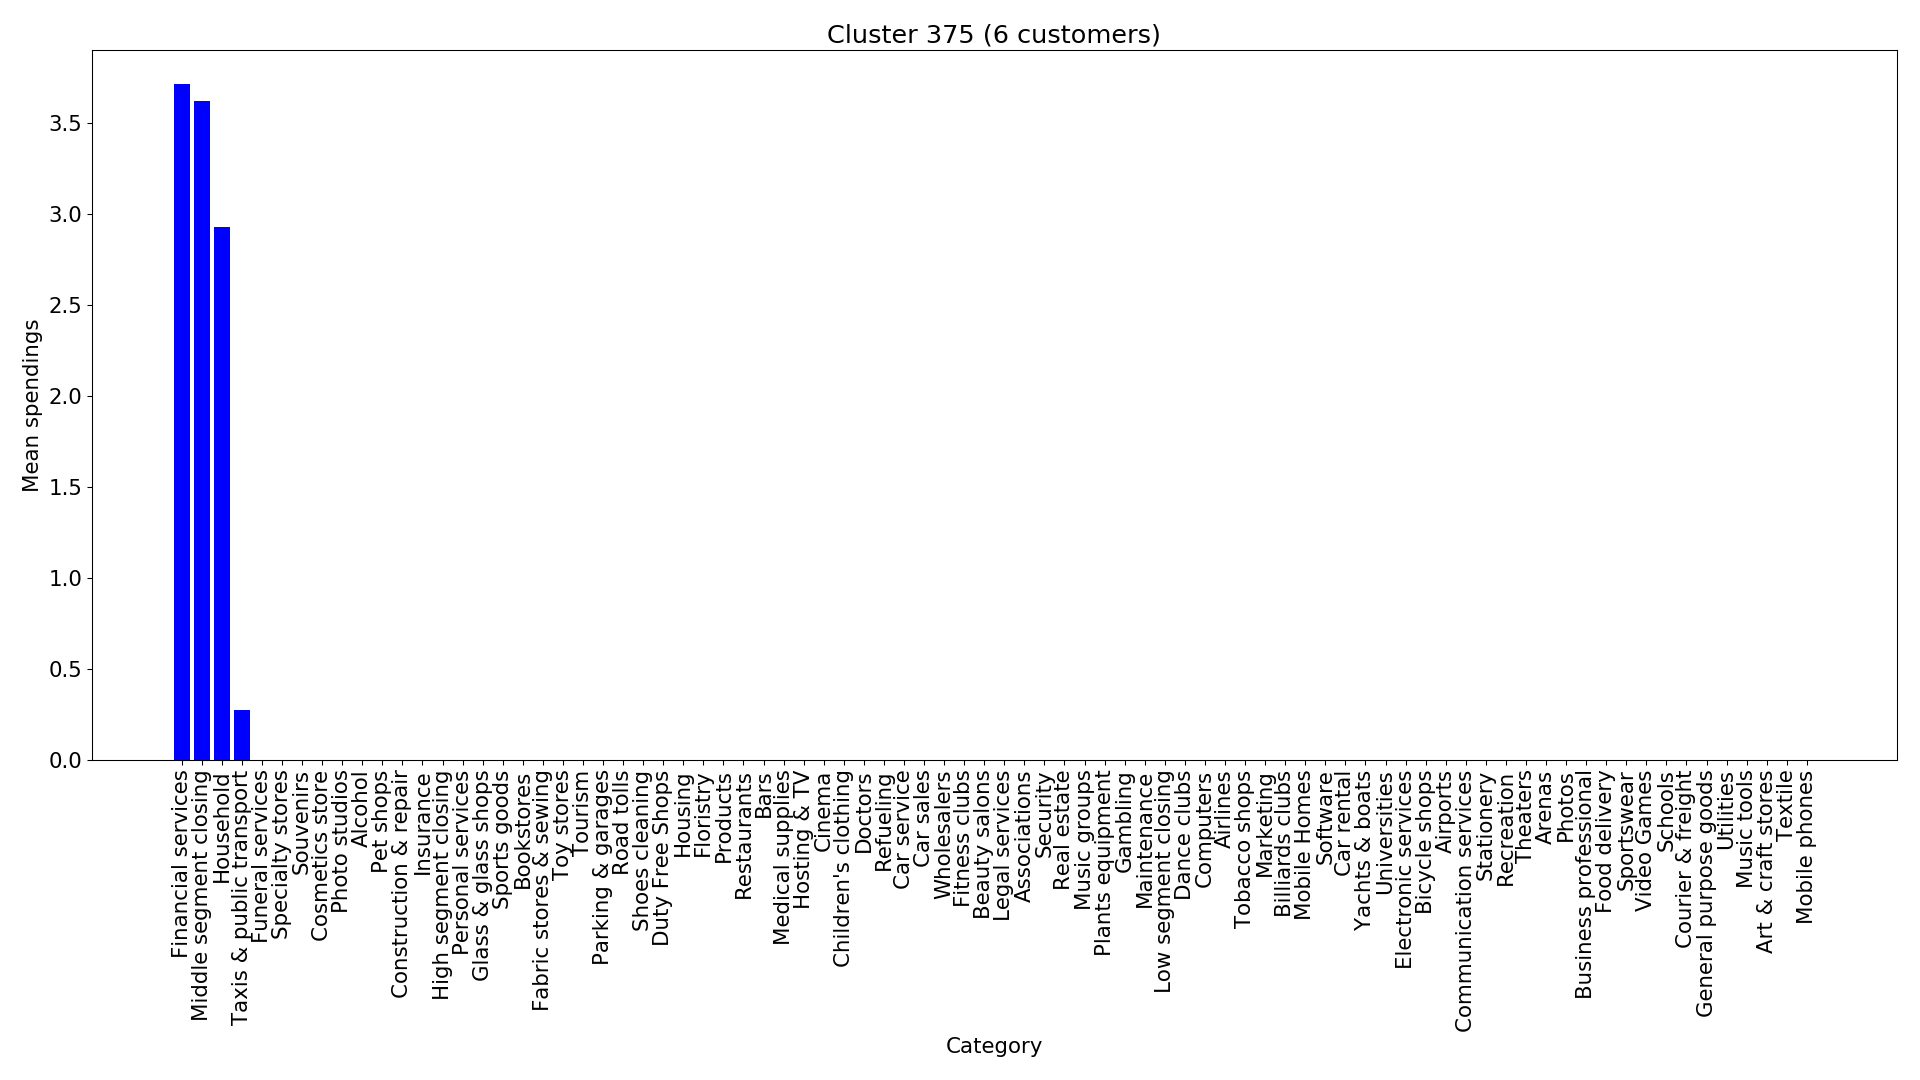 Cluster 375 (6 customers)
Mean spendings
3.5
3.0
2.5
2.0
1.5
1.0
0.5
0.0
Financial services
Middle segment closing
Household
Taxis & public transport
Funeral services
Specialty stores
Souvenirs
Cosmetics store
Photo studios
Alcohol
Pet shops
Construction & repair
Insurance
High segment closing
Personal services
Glass & glass shops
Sports goods
Bookstores
Fabric stores & sewing
Toy stores
Tourism
Parking & garages
Road tolls
Shoes cleaning
Duty Free Shops
Housing
Floristry
Products
Restaurants
Bars
Medical supplies
Hosting & TV
Cinema
Children's clothing
Doctors
Refueling
Car service
Car sales
Wholesalers
Fitness clubs
Beauty salons
Legal services
Associations
Security
Real estate
Music groups
Plants equipment
Gambling
Maintenance
Low segment closing
Dance clubs
Computers
Airlines
Tobacco shops
Marketing
Billiards clubs
Mobile Homes
Software
Car rental
Yachts & boats
Universities
Electronic services
Bicycle shops
Airports
Communication services
Stationery
Recreation
Theaters
Arenas
Photos
Business professional
Food delivery
Sportswear
Video Games
Schools
Courier & freight
General purpose goods
Utilities
Music tools
Art & craft stores
Textile
Mobile phones
Category